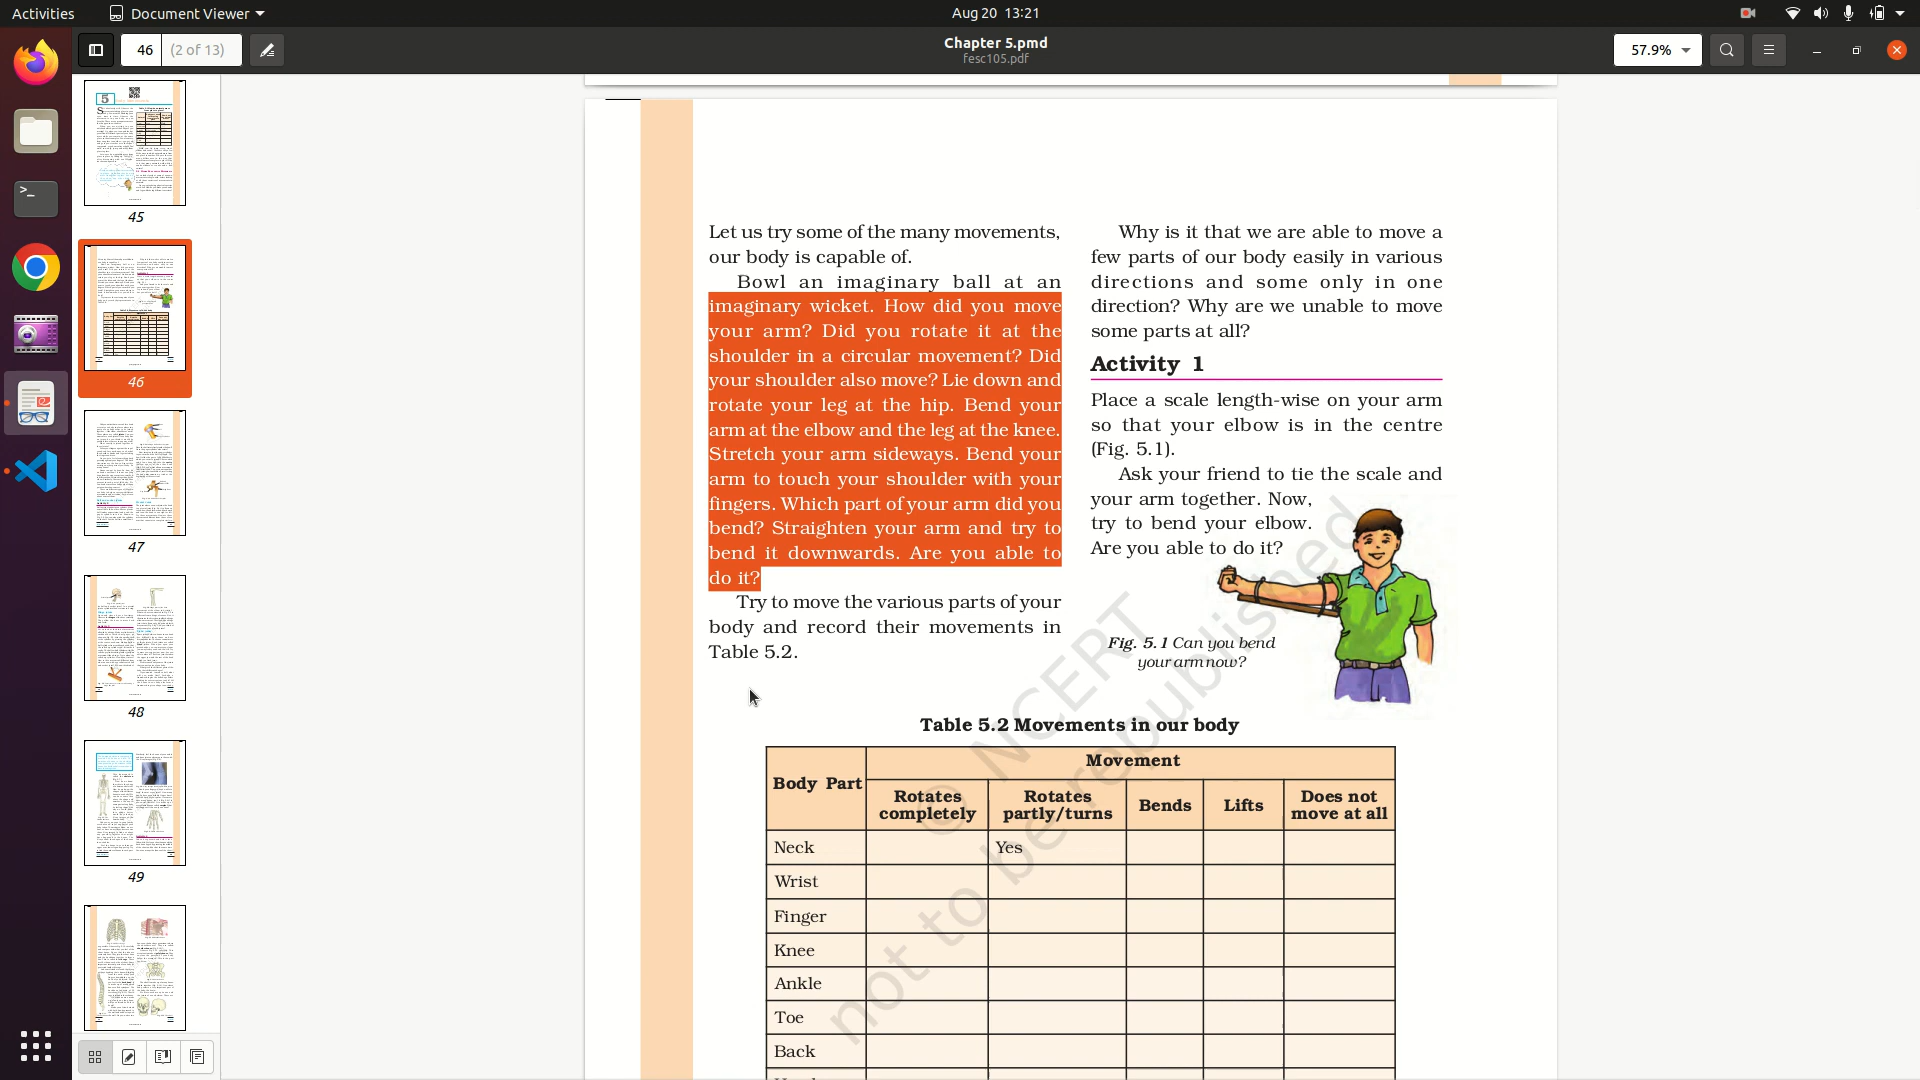 Activities
Document Viewer
Aug 20 13:21
46
(2 of 13)
Chapter 5.pmd
fesc105.pdf
57.9%
45
46
47
48
49
Let us try some of the many movements,
our body is capable of.
Bowl an imaginary ball at an
imaginary wicket. How did you move
your arm? Did you rotate it at the
shoulder in a circular movement? Did
your shoulder also move? Lie down and
rotate your leg at the hip. Bend your
arm at the elbow and the leg at the knee.
Stretch your arm sideways. Bend your
arm to touch your shoulder with your
fingers. Which part of your arm did you
bend? Straighten your arm and try to
bend it downwards. Are you able to
do it?
Try to move the various parts of your
body and record their movements in
Table 5.2.
Why is it that we are able to move a
few parts of our body easily in various
directions and some only in one
direction? Why are we unable to move
some parts at all?
Activity 1
Place a scale length-wise on your arm
so that your elbow is in the centre
(Fig. 5.1).
Ask your friend to tie the scale and
your arm together. Now,
try to bend your elbow.
Are you able to do it?
Fig. 5.1 Can you bend
your arm now?
Table 5.2 Movements in our body
Body Part
Movement
Rotates completely
Rotates partly/turns
Bends
Lifts
Does not move at all
Neck
Yes
Wrist
Finger
Knee
Ankle
Toe
Back
© NCERT
not to be republished